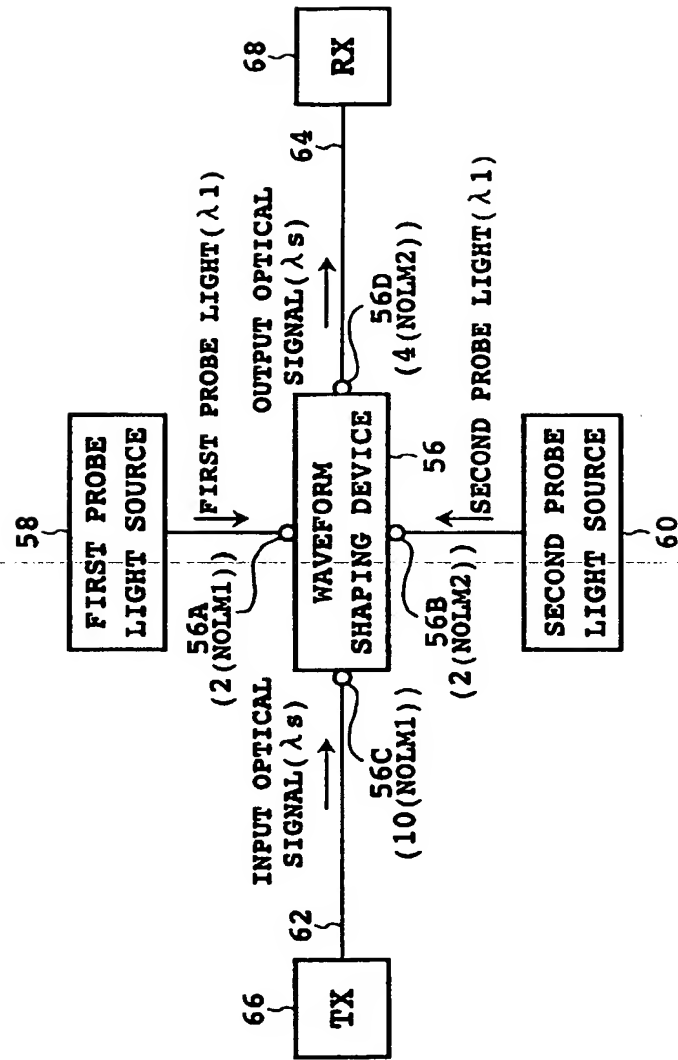 58
FIRST PROBE
LIGHT SOURCE
FIRST PROBE LIGHT(λ1)
56A
(2(NOLM1))
66
TX
62
INPUT OPTICAL
SIGNAL(λs)
56C
(10(NOLM1))
WAVEFORM
SHAPING DEVICE
56
OUTPUT OPTICAL
SIGNAL(λs)
56D
(4(NOLM2))
64
68
RX
56B
(2(NOLM2))
SECOND PROBE LIGHT(λ1)
SECOND PROBE
LIGHT SOURCE
60